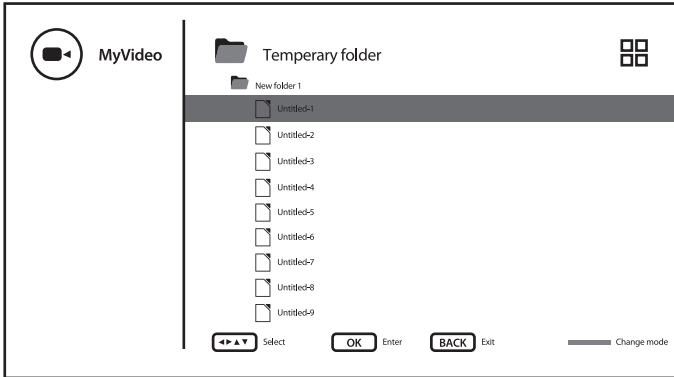 MyVideo
Temperary folder
New folder 1
Untitled-1
Untitled-2
Untitled-3
Untitled-4
Untitled-5
Untitled-6
Untitled-7
Untitled-8
Untitled-9
◄►▲▼ Select OK Enter BACK Exit Change mode